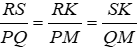 RS/PQ = RK/PM = SK/QM